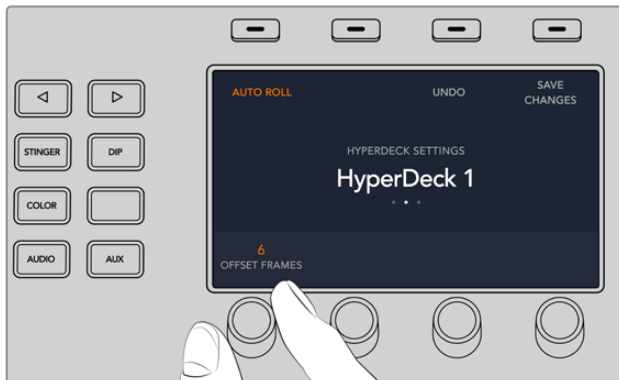 AUTO ROLL
UNDO
SAVE
CHANGES
STINGER
DIP
HYPERDECK SETTINGS
HyperDeck 1
COLOR
AUDIO
AUX
6
OFFSET FRAMES